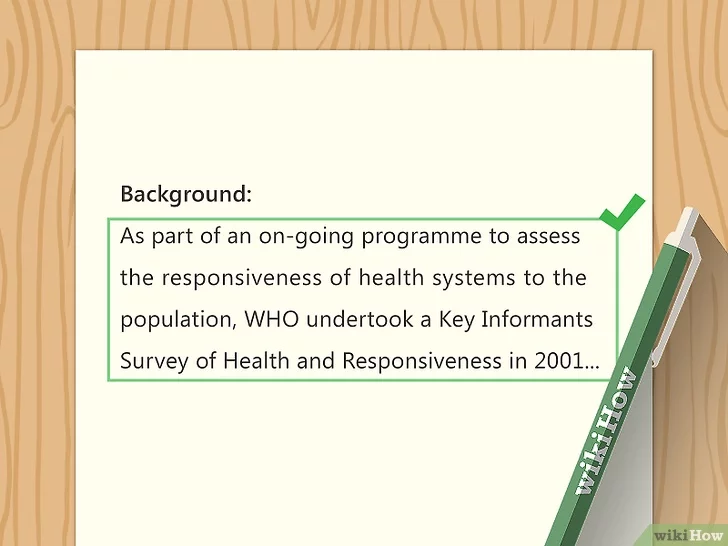 Background:
As part of an on-going programme to assess
the responsiveness of health systems to the
population, WHO undertook a Key Informants
Survey of Health and Responsiveness in 2001...
wikiHow
wikiHow